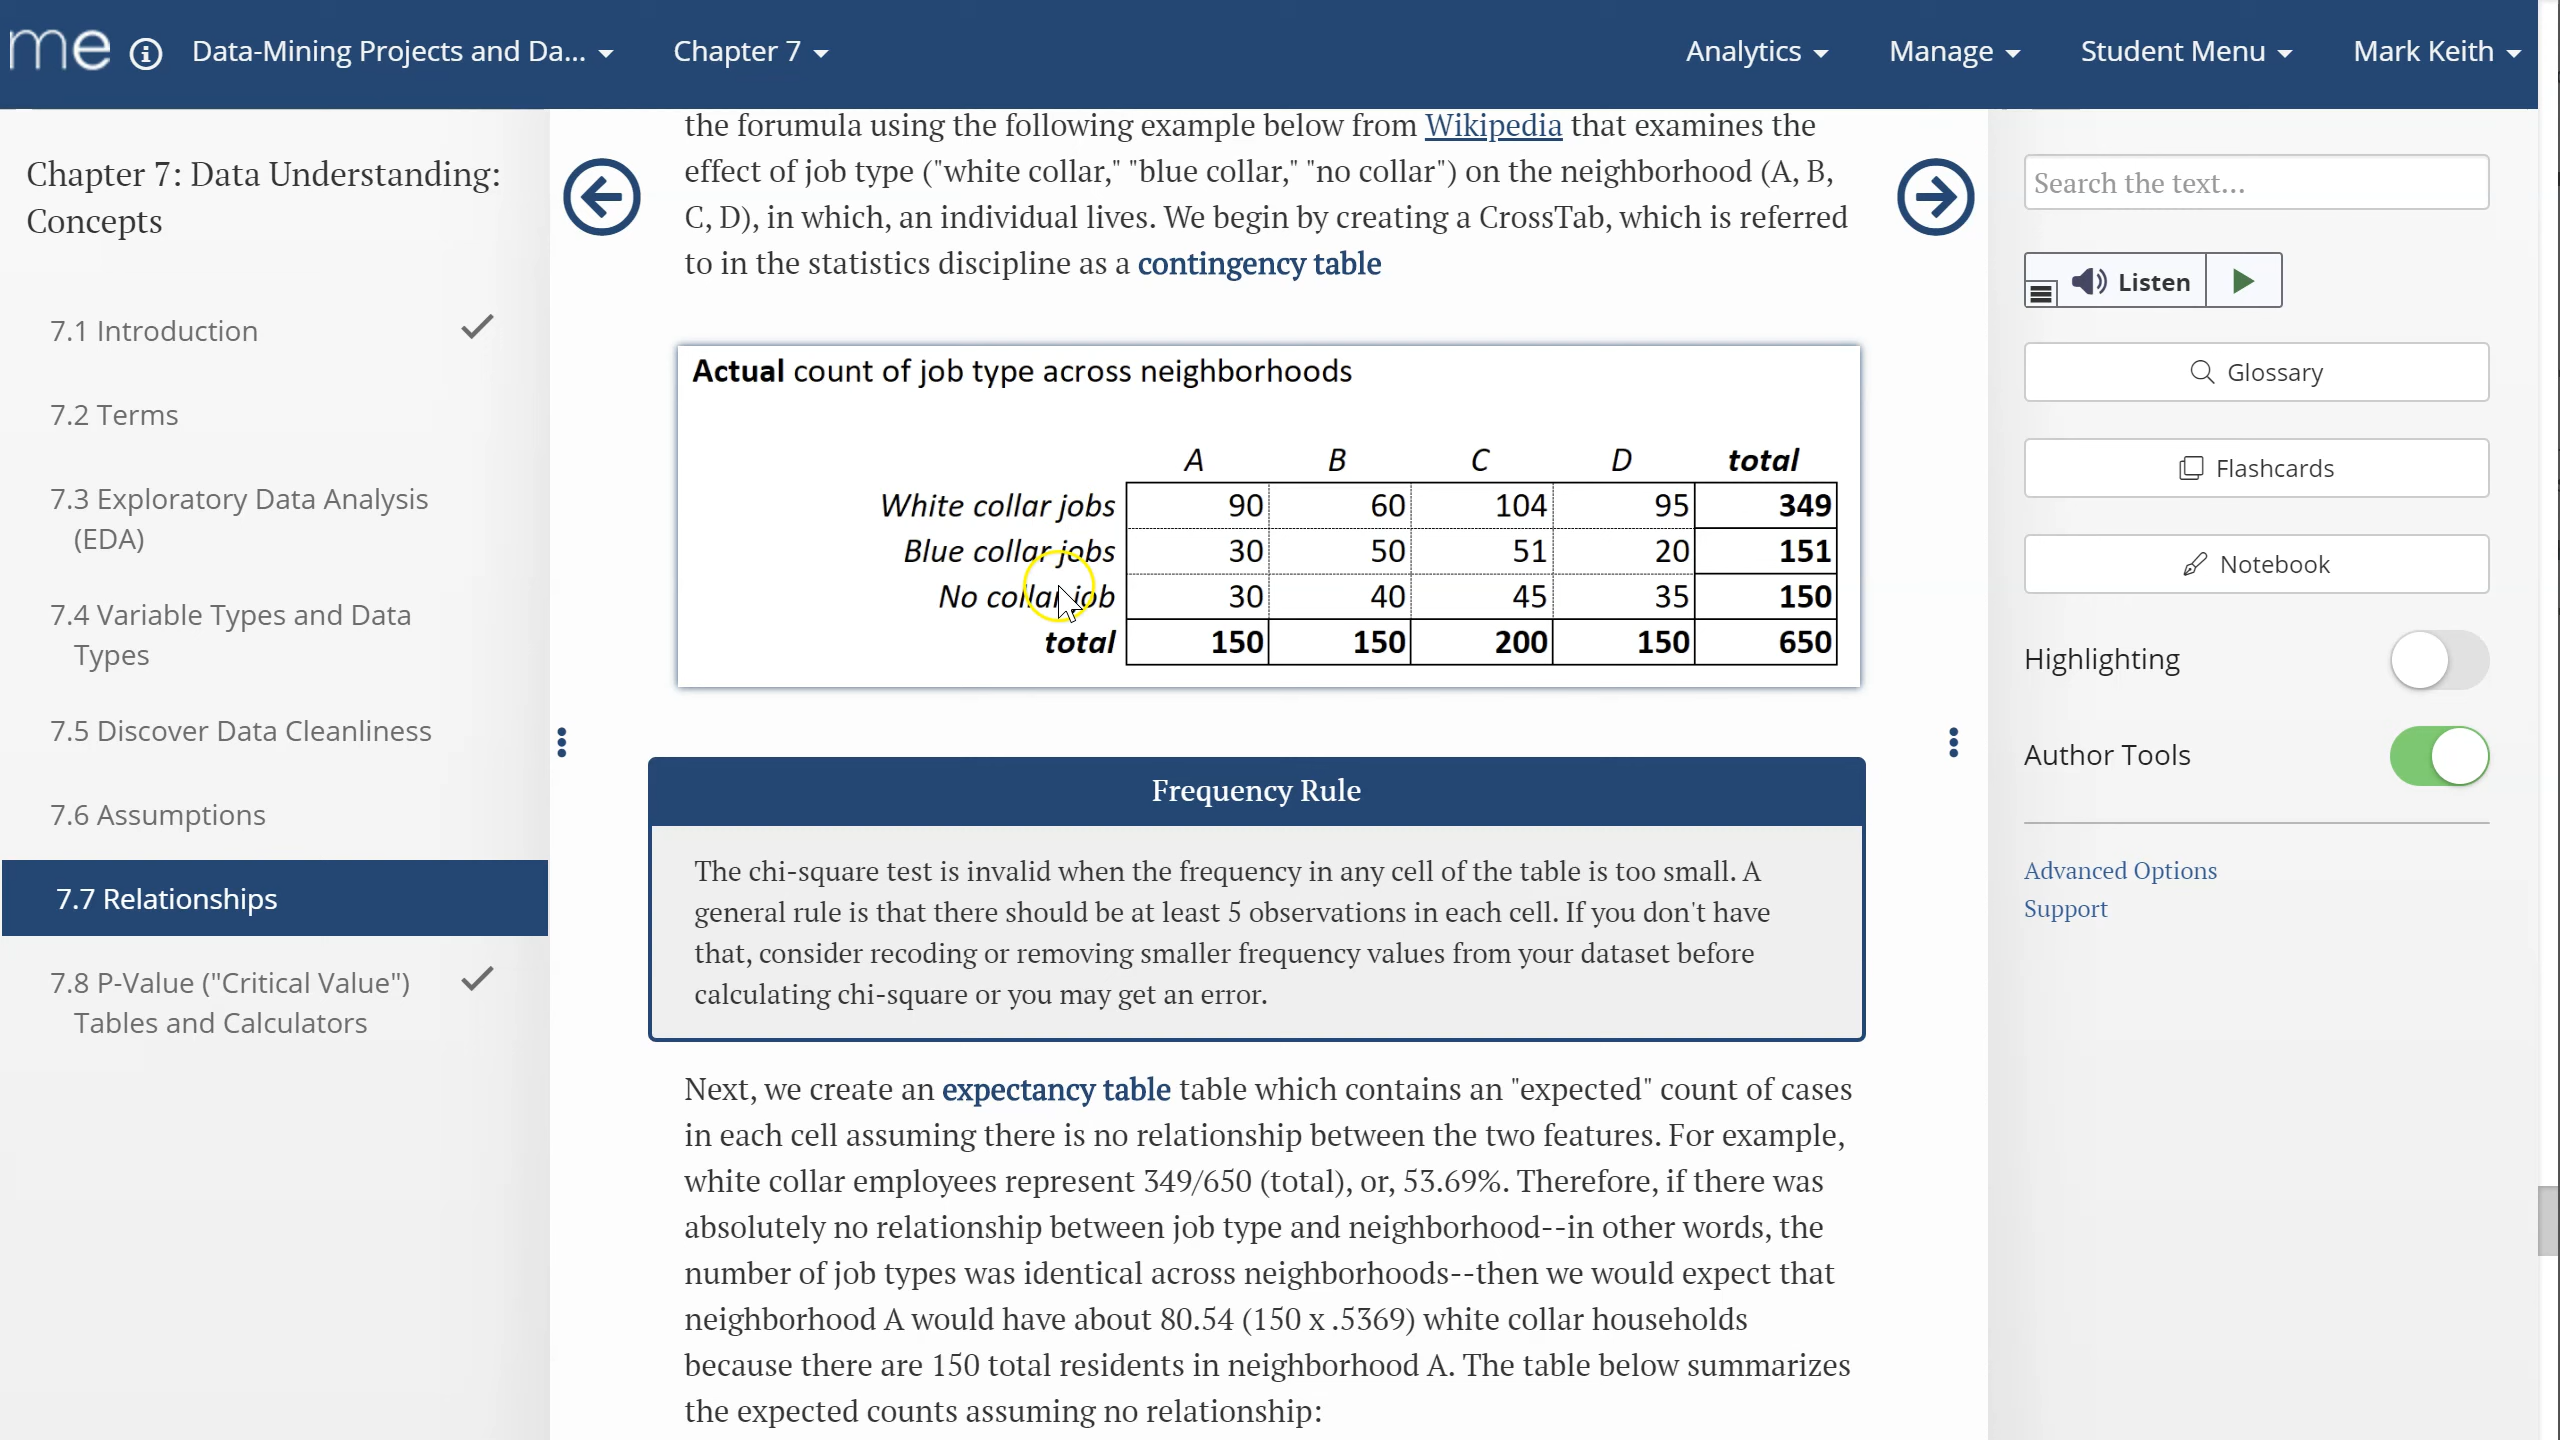 me Data-Mining Projects and Da... Chapter 7 Analytics Manage Student Menu Mark Keith
Chapter 7: Data Understanding:
Concepts
7.1 Introduction
7.2 Terms
7.3 Exploratory Data Analysis
(EDA)
7.4 Variable Types and Data
Types
7.5 Discover Data Cleanliness
7.6 Assumptions
7.7 Relationships
7.8 P-Value ("Critical Value")
Tables and Calculators
the forumula using the following example below from Wikipedia that examines the
effect of job type ("white collar," "blue collar," "no collar") on the neighborhood (A, B,
C, D), in which, an individual lives. We begin by creating a CrossTab, which is referred
to in the statistics discipline as a contingency table
Actual count of job type across neighborhoods
A B C D total
White collar jobs 90 60 104 95 349
Blue collar jobs 30 50 51 20 151
No collar job 30 40 45 35 150
total 150 150 200 150 650
Frequency Rule
The chi-square test is invalid when the frequency in any cell of the table is too small. A
general rule is that there should be at least 5 observations in each cell. If you don't have
that, consider recoding or removing smaller frequency values from your dataset before
calculating chi-square or you may get an error.
Next, we create an expectancy table table which contains an "expected" count of cases
in each cell assuming there is no relationship between the two features. For example,
white collar employees represent 349/650 (total), or, 53.69%. Therefore, if there was
absolutely no relationship between job type and neighborhood--in other words, the
number of job types was identical across neighborhoods--then we would expect that
neighborhood A would have about 80.54 (150 x .5369) white collar households
because there are 150 total residents in neighborhood A. The table below summarizes
the expected counts assuming no relationship:
Search the text...
Listen
Glossary
Flashcards
Notebook
Highlighting
Author Tools
Advanced Options
Support